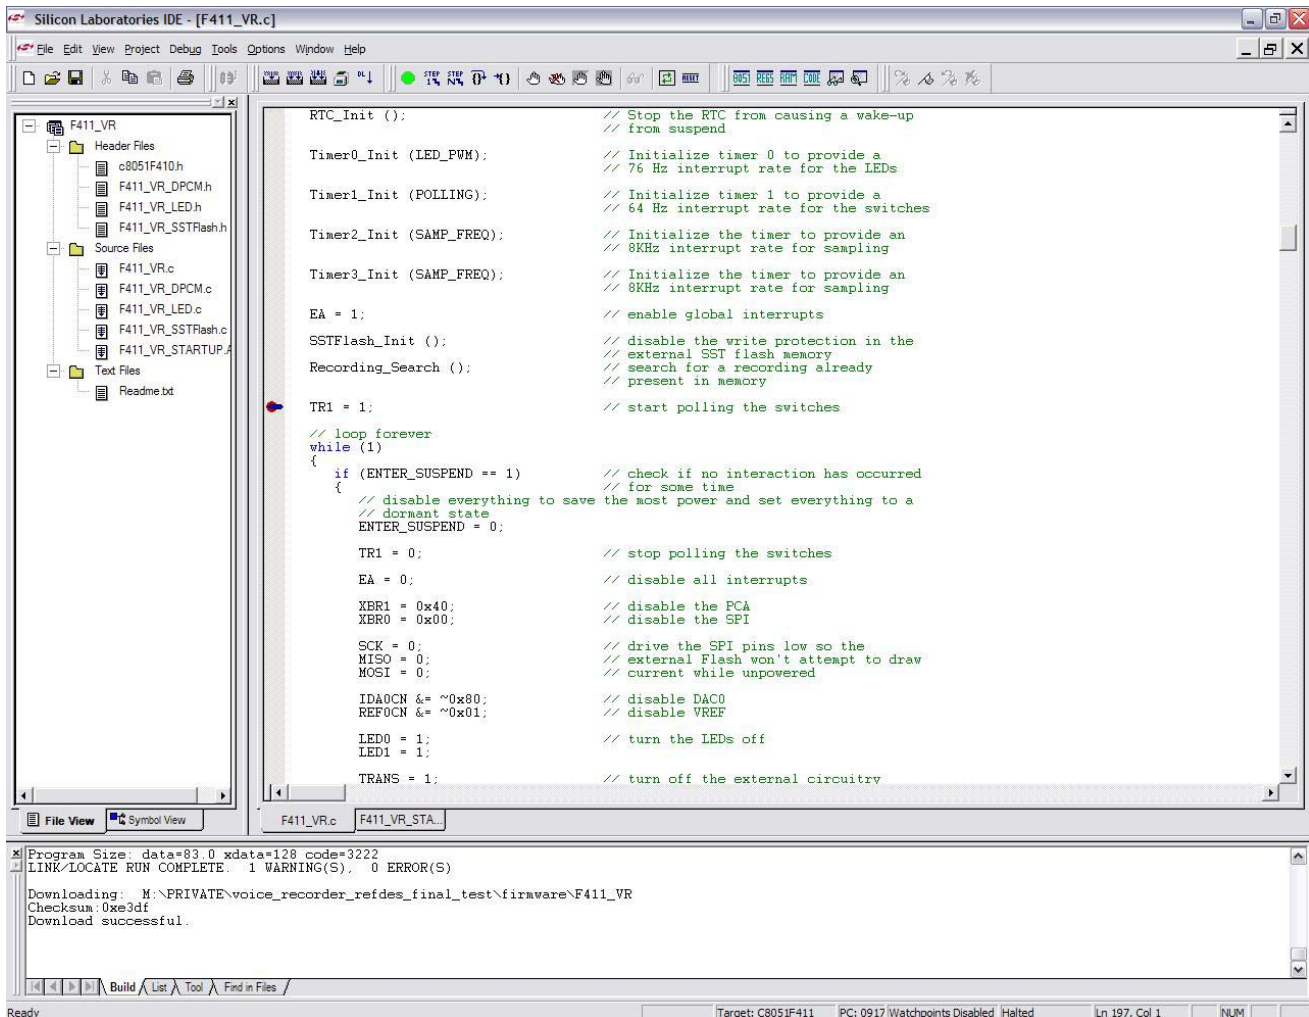 Silicon Laboratories IDE - [F411_VR.c]
File Edit View Project Debug Tools Options Window Help
F411_VR
Header Files
c8051F410.h
F411_VR_DPCM.h
F411_VR_LED.h
F411_VR_SSTFlash.h
Source Files
F411_VR.c
F411_VR_DPCM.c
F411_VR_LED.c
F411_VR_SSTFlash.c
F411_VR_STARTUP.A
Text Files
Readme.txt
File View Symbol View
RTC_Init (); // Stop the RTC from causing a wake-up
// from suspend
Timer0_Init (LED_PWM); // Initialize timer 0 to provide a
// 76 Hz interrupt rate for the LEDs
Timer1_Init (POLLING); // Initialize timer 1 to provide a
// 64 Hz interrupt rate for the switches
Timer2_Init (SAMP_FREQ); // Initialize the timer to provide an
// 8KHz interrupt rate for sampling
Timer3_Init (SAMP_FREQ); // Initialize the timer to provide an
// 8KHz interrupt rate for sampling
EA = 1; // enable global interrupts
SSTFlash_Init (); // disable the write protection in the
// external SST flash memory
Recording_Search (); // search for a recording already
// present in memory
TR1 = 1; // start polling the switches
// loop forever
while (1)
{
if (ENTER_SUSPEND == 1) // check if no interaction has occurred
{ // for some time
// disable everything to save the most power and set everything to a
// dormant state
ENTER_SUSPEND = 0;
TR1 = 0; // stop polling the switches
EA = 0; // disable all interrupts
XBR1 = 0x40; // disable the PCA
XBR0 = 0x00; // disable the SPI
SCK = 0; // drive the SPI pins low so the
MISO = 0; // external Flash won't attempt to draw
MOSI = 0; // current while unpowered
IDA0CN &= ~0x80; // disable DAC0
REF0CN &= ~0x01; // disable VREF
LED0 = 1; // turn the LEDs off
LED1 = 1;
TRANS = 1; // turn off the external circuitry
F411_VR.c F411_VR_STA...
Program Size: data=83.0 xdata=128 code=3222
LINK/LOCATE RUN COMPLETE. 1 WARNING(S), 0 ERROR(S)
Downloading: M:\PRIVATE\voice_recorder_refdes_final_test\firmware\F411_VR
Checksum:0xe3df
Download successful.
Build List Tool Find in Files
Ready Target: C8051F411 PC: 0917 Watchpoints Disabled Halted Ln 197, Col 1 NUM